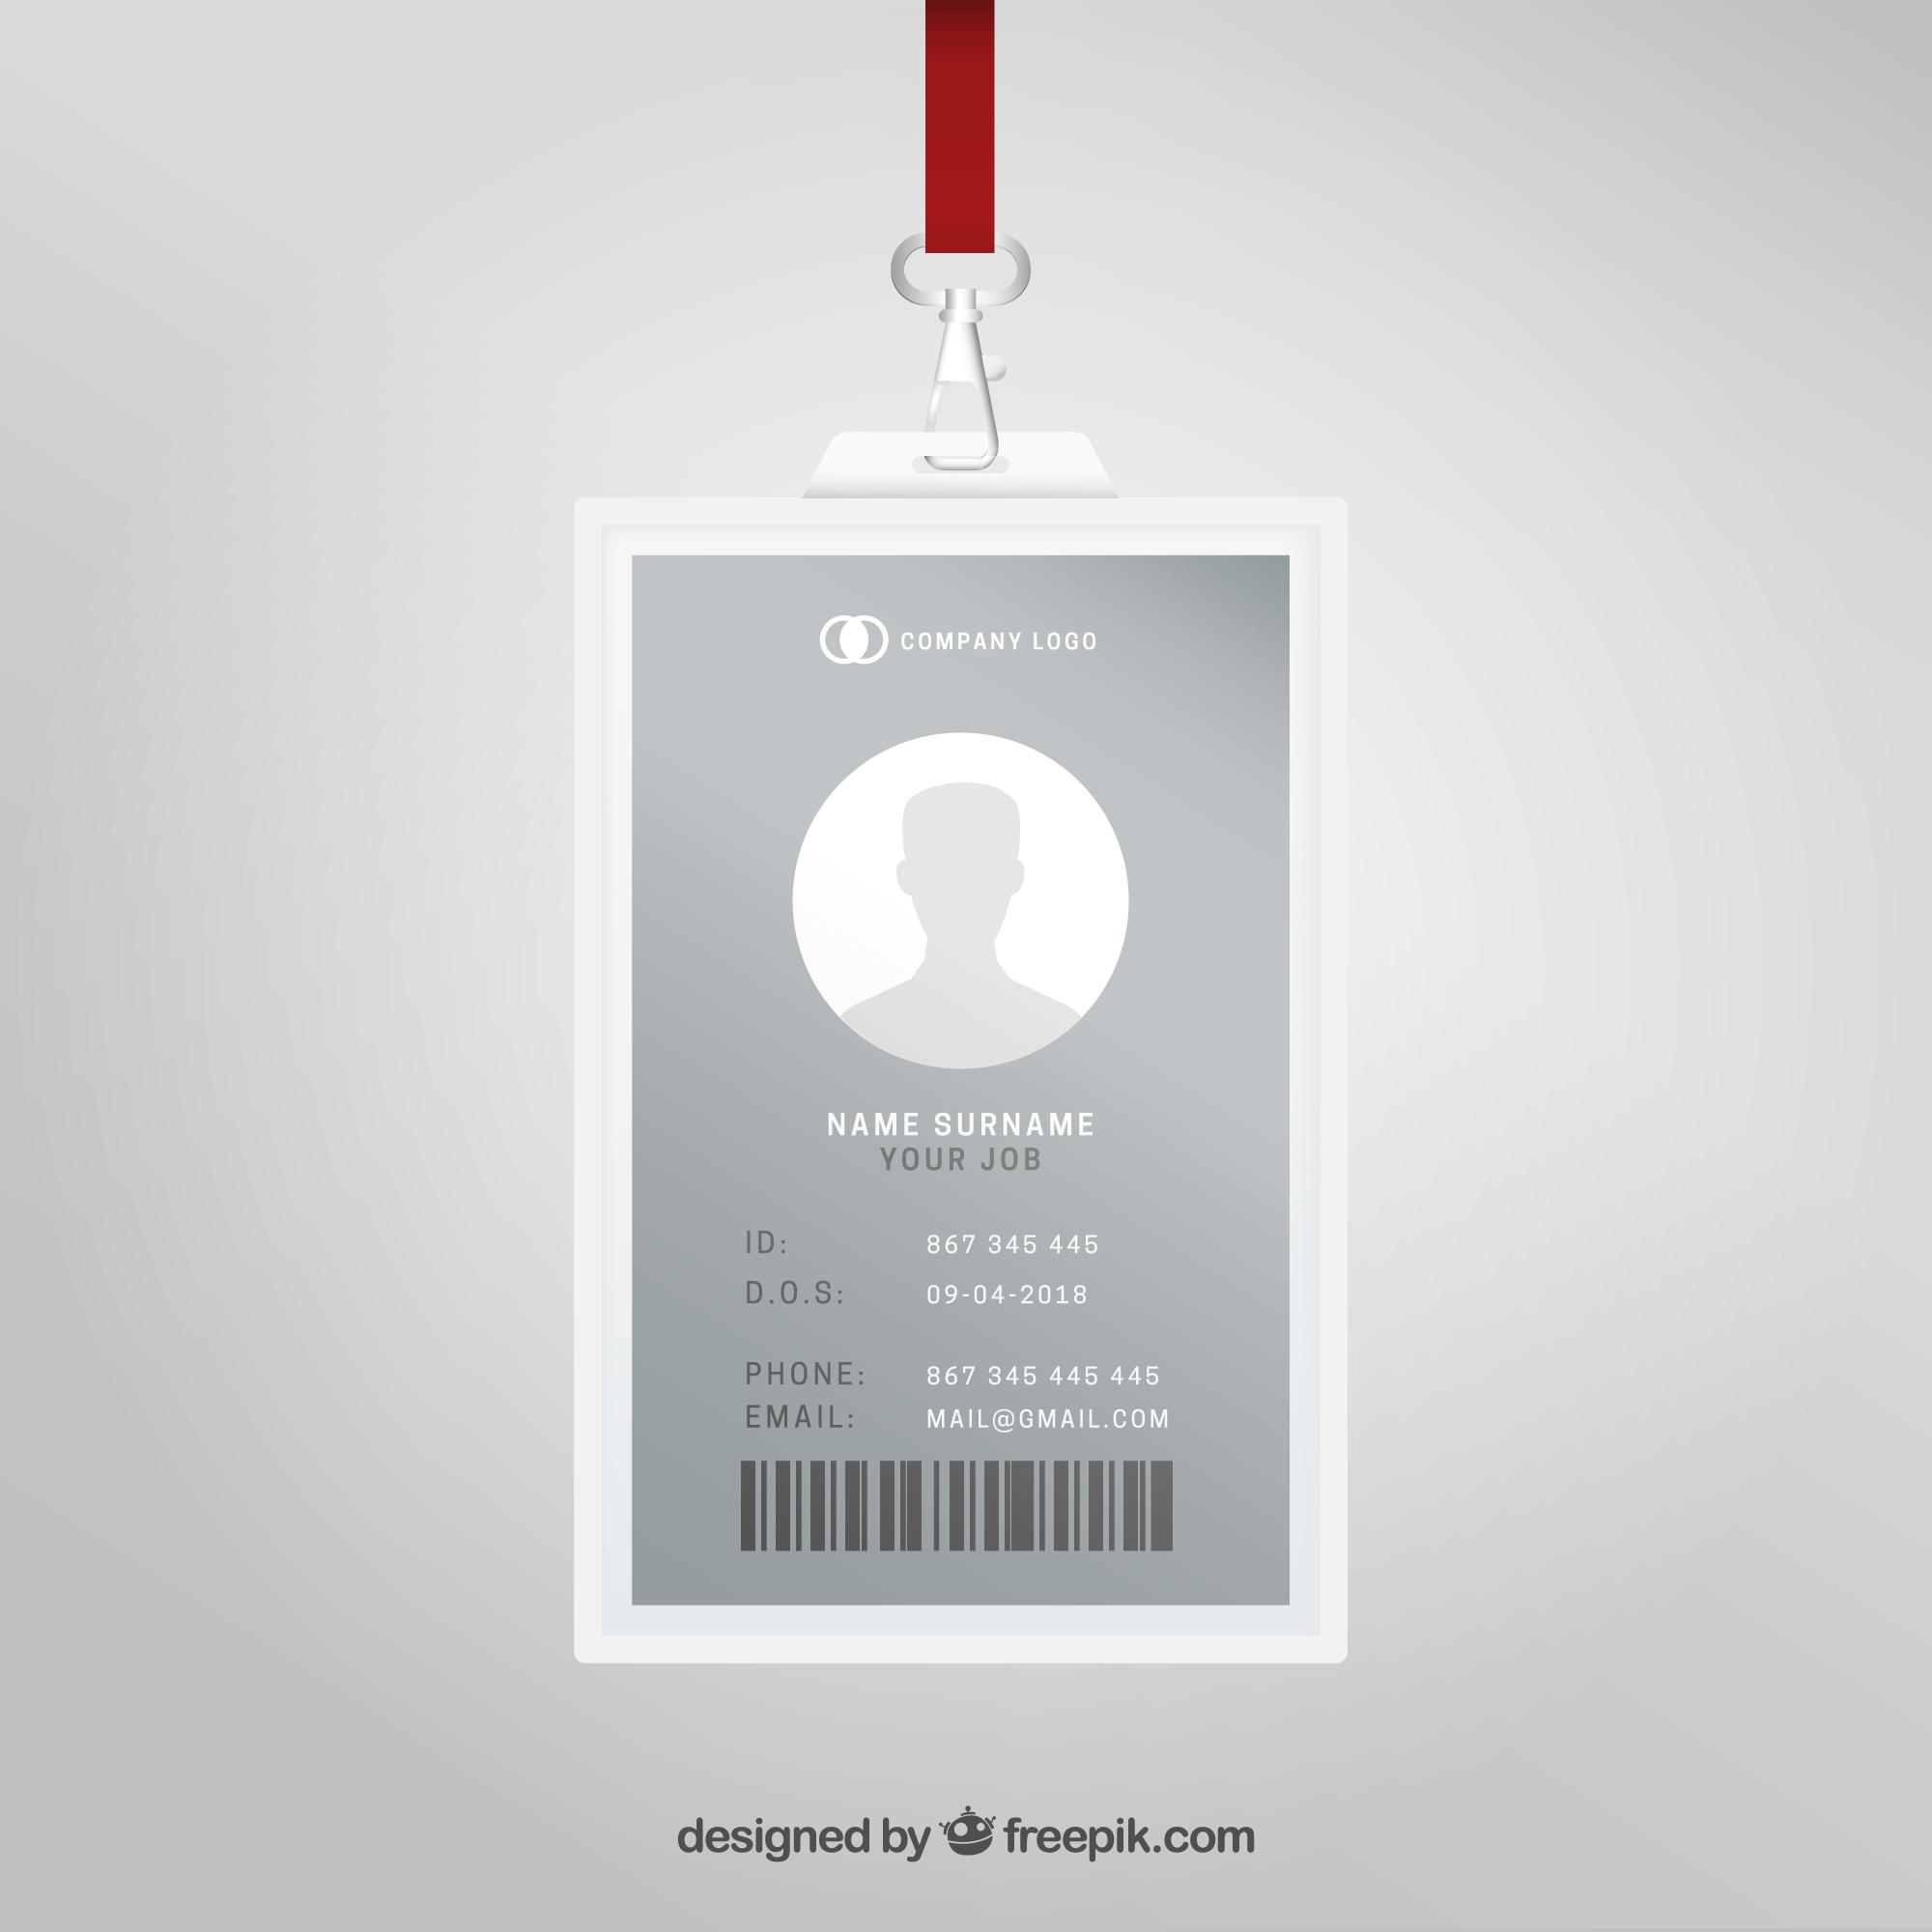 COMPANY LOGO
NAME SURNAME
YOUR JOB
ID: 867 345 445
D.O.S: 09-04-2018
PHONE: 867 345 445 445
EMAIL: MAIL@GMAIL.COM
designed by freepik.com